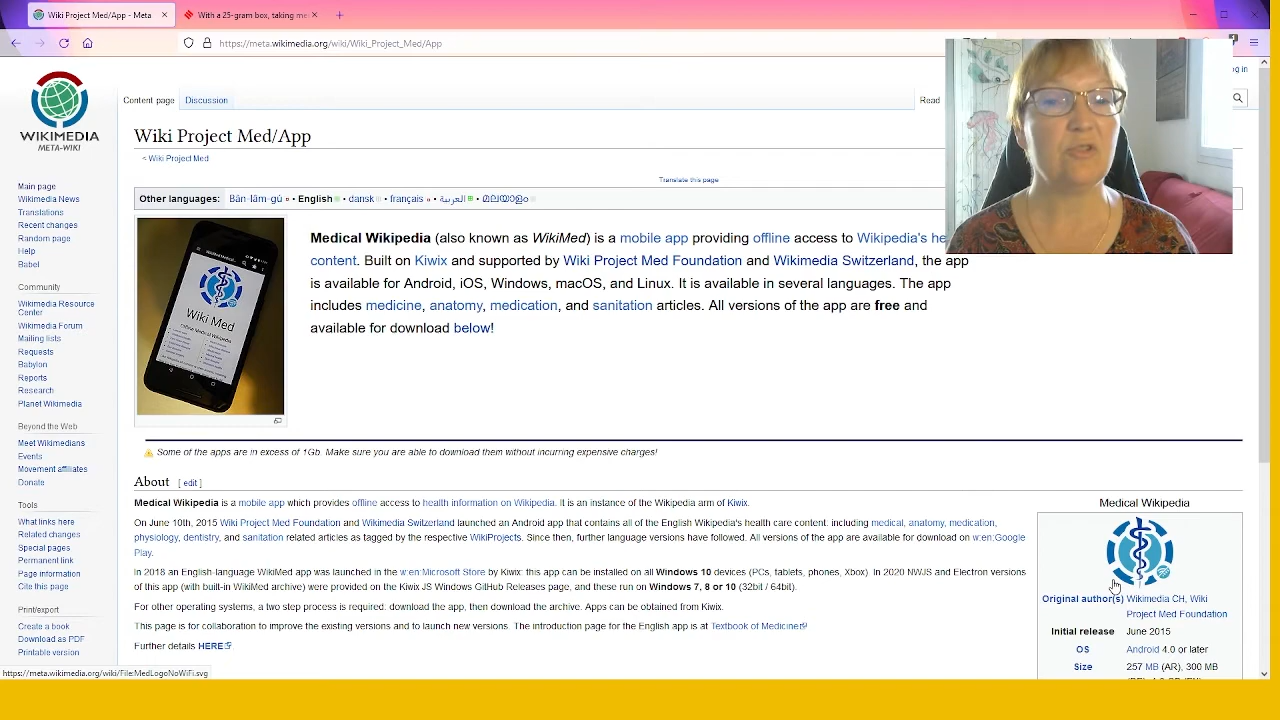 Wiki Project Med/App - Meta
With a 25-gram box, taking me
https://meta.wikimedia.org/wiki/Wiki_Project_Med/App
WIKIMEDIA
META-WIKI
Main page
Wikimedia News
Translations
Recent changes
Random page
Help
Babel
Community
Wikimedia Resource
Center
Wikimedia Forum
Mailing lists
Requests
Babylon
Reports
Research
Planet Wikimedia
Beyond the Web
Meet Wikimedians
Events
Movement affiliates
Donate
Tools
What links here
Related changes
Special pages
Permanent link
Page information
Cite this page
Print/export
Create a book
Download as PDF
Printable version
https://meta.wikimedia.org/wiki/File:MedLogoNoWiFi.svg
Content page
Discussion
Read
Wiki Project Med/App
< Wiki Project Med
Translate this page
Other languages: Bân-lâm-gú • English • dansk • français • العربية • മലയാളം
Wiki Med
Medical Wikipedia (also known as WikiMed) is a mobile app providing offline access to Wikipedia's he
content. Built on Kiwix and supported by Wiki Project Med Foundation and Wikimedia Switzerland, the app
is available for Android, iOS, Windows, macOS, and Linux. It is available in several languages. The app
includes medicine, anatomy, medication, and sanitation articles. All versions of the app are free and
available for download below!
Some of the apps are in excess of 1Gb. Make sure you are able to download them without incurring expensive charges!
About [ edit ]
Medical Wikipedia is a mobile app which provides offline access to health information on Wikipedia. It is an instance of the Wikipedia arm of Kiwix.
On June 10th, 2015 Wiki Project Med Foundation and Wikimedia Switzerland launched an Android app that contains all of the English Wikipedia's health care content. including medical, anatomy, medication,
physiology, dentistry, and sanitation related articles as tagged by the respective WikiProjects. Since then, further language versions have followed. All versions of the app are available for download on w:en:Google
Play.
In 2018 an English-language WikiMed app was launched in the w:en:Microsoft Store by Kiwix: this app can be installed on all Windows 10 devices (PCs, tablets, phones, Xbox). In 2020 NWJS and Electron versions
of this app (with built-in WikiMed archive) were provided on the Kiwix JS Windows GitHub Releases page, and these run on Windows 7, 8 or 10 (32bit / 64bit).
For other operating systems, a two step process is required: download the app, then download the archive. Apps can be obtained from Kiwix.
This page is for collaboration to improve the existing versions and to launch new versions. The introduction page for the English app is at Textbook of Medicine
Further details HERE
Medical Wikipedia
Original author(s) Wikimedia CH, Wiki
Project Med Foundation
Initial release June 2015
OS Android 4.0 or later
Size 257 MB (AR), 300 MB